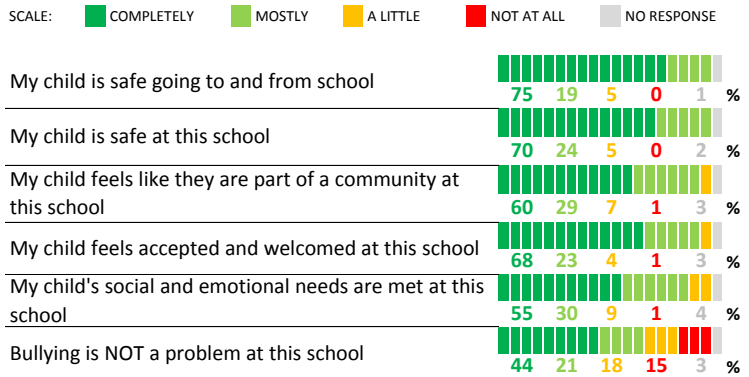 SCALE: COMPLETELY MOSTLY A LITTLE NOT AT ALL NO RESPONSE
My child is safe going to and from school
75 19 5 0 1 %
My child is safe at this school
70 24 5 0 2 %
My child feels like they are part of a community at
this school
60 29 7 1 3 %
My child feels accepted and welcomed at this school
68 23 4 1 3 %
My child's social and emotional needs are met at this
school
55 30 9 1 4 %
Bullying is NOT a problem at this school
44 21 18 15 3 %